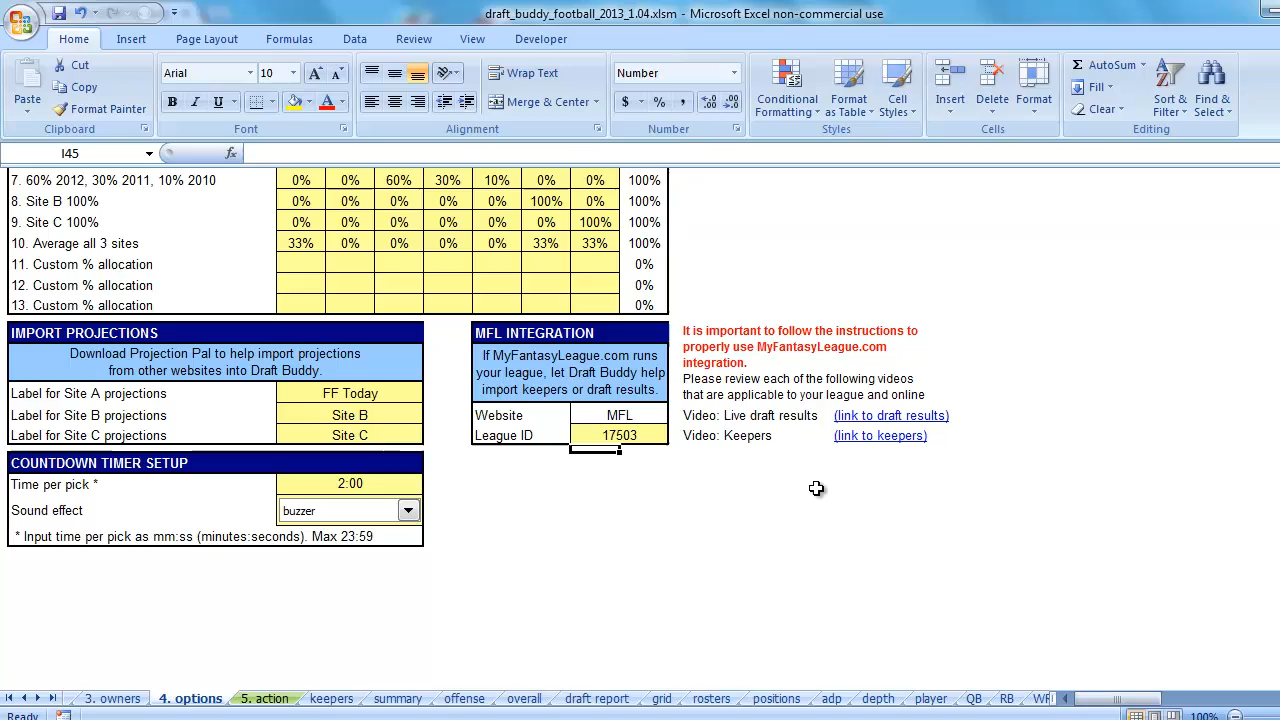 draft_buddy_football_2013_1.04.xlsm - Microsoft Excel non-commercial use
Home Insert Page Layout Formulas Data Review View Developer
Paste
Cut
Copy
Format Painter
Clipboard
Arial 10 A A
B I U A
Font
Wrap Text
Merge & Center
Alignment
Number
$ % ,
Number
Conditional Formatting
Format as Table
Cell Styles
Styles
Insert Delete Format
Cells
Σ AutoSum
Fill
Clear
Sort & Filter
Find & Select
Editing
I45 fx
7. 60% 2012, 30% 2011, 10% 2010 0% 0% 60% 30% 10% 0% 0% 100%
8. Site B 100% 0% 0% 0% 0% 0% 100% 0% 100%
9. Site C 100% 0% 0% 0% 0% 0% 0% 100% 100%
10. Average all 3 sites 33% 0% 0% 0% 0% 33% 33% 100%
11. Custom % allocation 0%
12. Custom % allocation 0%
13. Custom % allocation 0%
IMPORT PROJECTIONS
Download Projection Pal to help import projections
from other websites into Draft Buddy.
Label for Site A projections FF Today
Label for Site B projections Site B
Label for Site C projections Site C
MFL INTEGRATION
If MyFantasyLeague.com runs
your league, let Draft Buddy help
import keepers or draft results.
Website MFL
League ID 17503
It is important to follow the instructions to
properly use MyFantasyLeague.com
integration.
Please review each of the following videos
that are applicable to your league and online
Video: Live draft results (link to draft results)
Video: Keepers (link to keepers)
COUNTDOWN TIMER SETUP
Time per pick * 2:00
Sound effect buzzer
* Input time per pick as mm:ss (minutes:seconds). Max 23:59
3. owners 4. options 5. action keepers summary offense overall draft report grid rosters positions adp depth player QB RB WR
Ready 100%